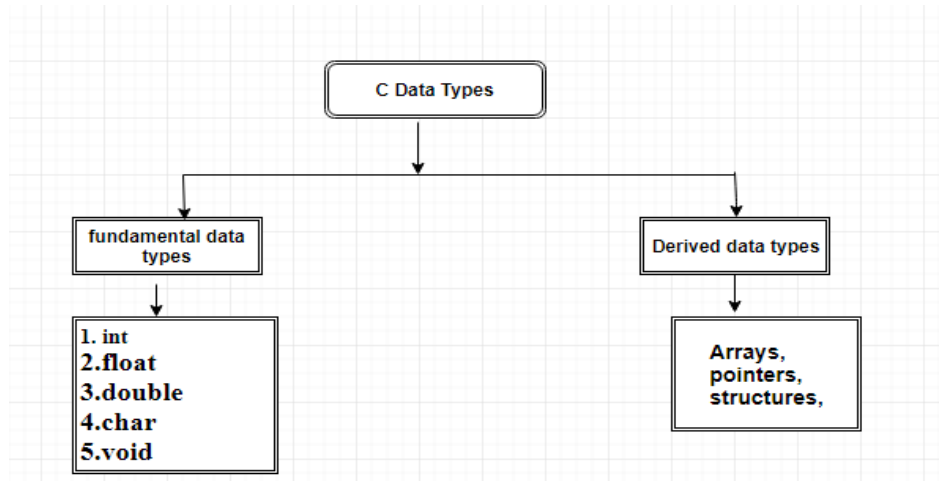 C Data Types
fundamental data
types
Derived data types
1. int
2.float
3.double
4.char
5.void
Arrays,
pointers,
structures,